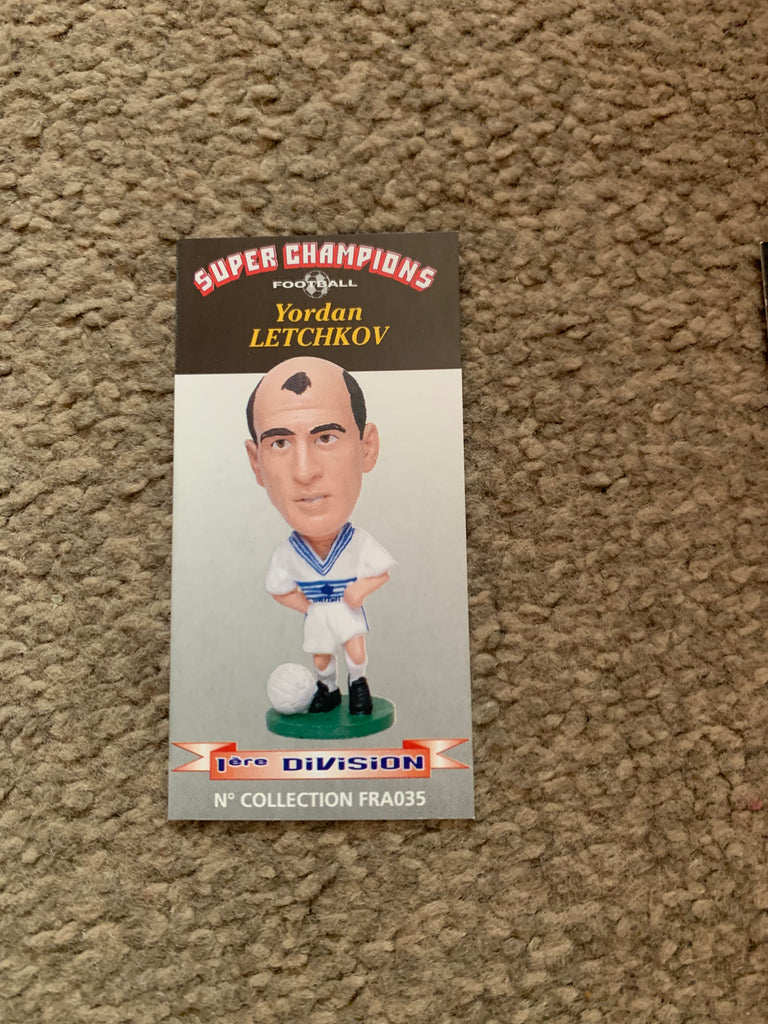 SUPER CHAMPIONS
FOOTBALL
Yordan
LETCHKOV
1ère DiViSiON
N° COLLECTION FRA035